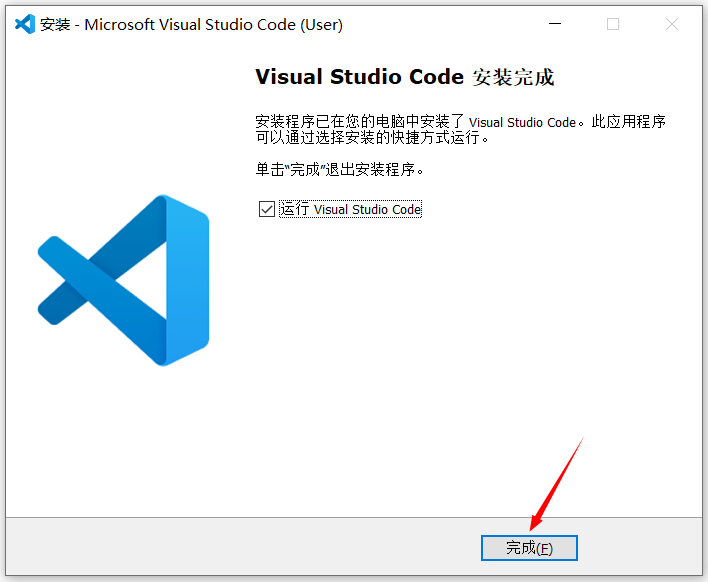 安装 - Microsoft Visual Studio Code (User)
Visual Studio Code 安装完成
安装程序已在您的电脑中安装了 Visual Studio Code。此应用程序
可以通过选择安装的快捷方式运行。
单击“完成”退出安装程序。
运行 Visual Studio Code
完成(F)